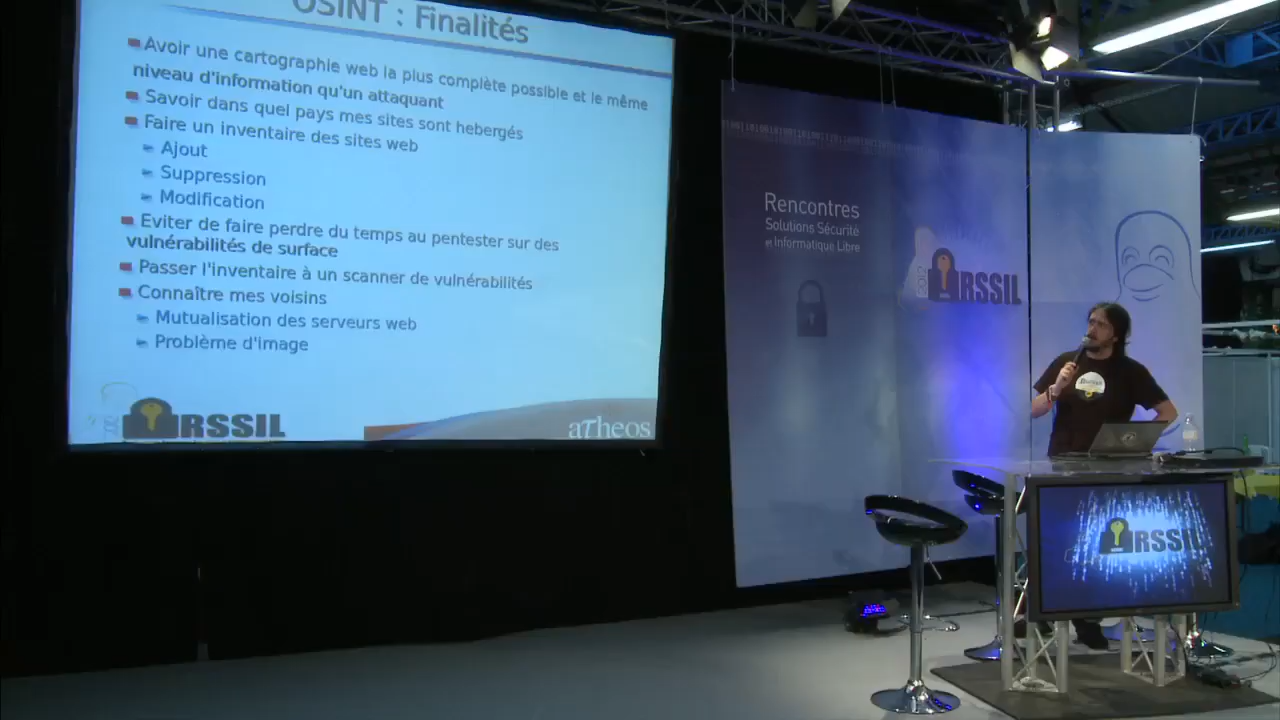 OSINT : Finalités
Avoir une cartographie web la plus complète possible et le même
niveau d'information qu'un attaquant
Savoir dans quel pays mes sites sont hebergés
Faire un inventaire des sites web
Ajout
Suppression
Modification
Eviter de faire perdre du temps au pentester sur des
vulnérabilités de surface
Passer l'inventaire à un scanner de vulnérabilités
Connaître mes voisins
Mutualisation des serveurs web
Problème d'image
RSSIL
aτheos
Rencontres
Solutions Sécurité
et Informatique Libre
RSSIL
RSSIL